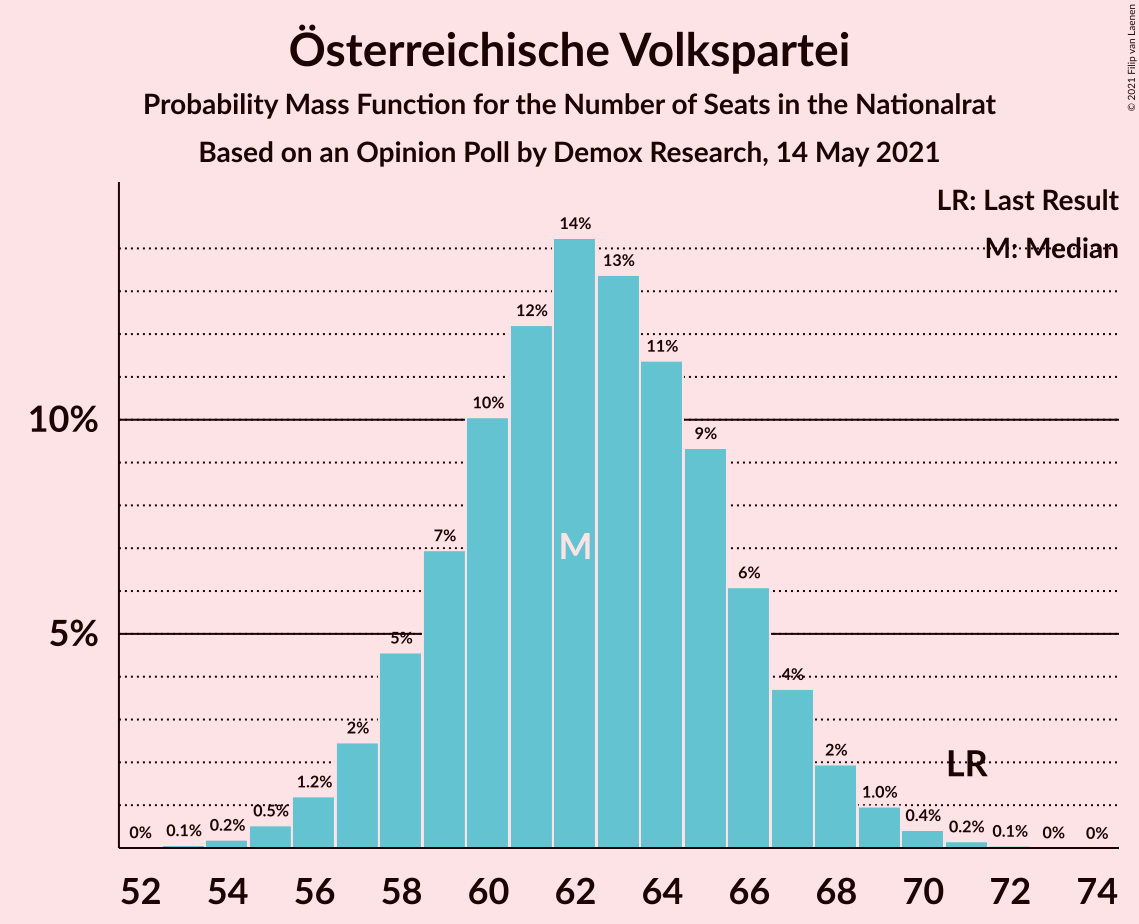 Österreichische Volkspartei
Probability Mass Function for the Number of Seats in the Nationalrat
Based on an Opinion Poll by Demox Research, 14 May 2021
© 2021 Filip van Laenen
LR: Last Result
M: Median
10%
5%
0%
0.1%
0.2%
0.5%
1.2%
2%
5%
7%
10%
12%
14%
13%
11%
9%
6%
4%
2%
1.0%
0.4%
0.2%
0.1%
0%
0%
M
LR
52 54 56 58 60 62 64 66 68 70 72 74